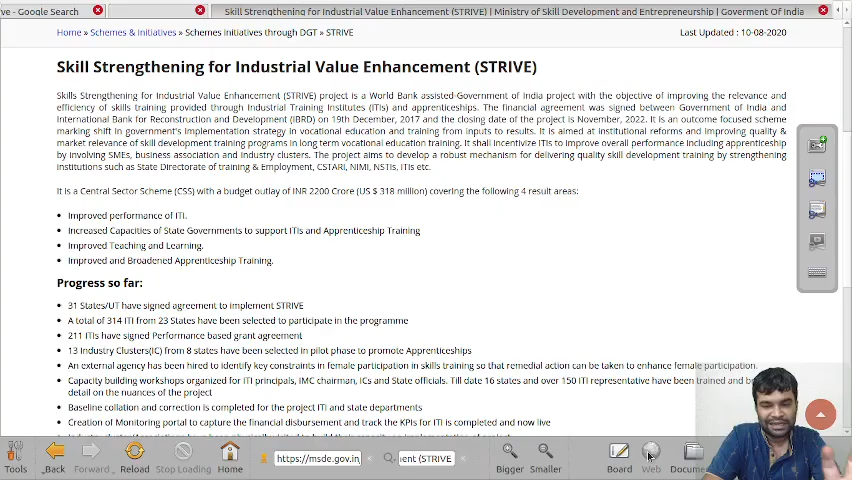 ve - Google Search
Skill Strengthening for Industrial Value Enhancement (STRIVE) | Ministry of Skill Development and Entrepreneurship | Goverment Of India
Home » Schemes & Initiatives » Schemes Initiatives through DGT » STRIVE
Last Updated : 10-08-2020
Skill Strengthening for Industrial Value Enhancement (STRIVE)
Skills Strengthening for Industrial Value Enhancement (STRIVE) project is a World Bank assisted-Government of India project with the objective of improving the relevance and
efficiency of skills training provided through Industrial Training Institutes (ITIs) and apprenticeships. The financial agreement was signed between Government of India and
International Bank for Reconstruction and Development (IBRD) on 19th December, 2017 and the closing date of the project is November, 2022. It is an outcome focused scheme
marking shift in government's implementation strategy in vocational education and training from inputs to results. It is aimed at institutional reforms and improving quality &
market relevance of skill development training programs in long term vocational education training. It shall incentivize ITIs to improve overall performance including apprenticeship
by involving SMEs, business association and industry clusters. The project aims to develop a robust mechanism for delivering quality skill development training by strengthening
institutions such as State Directorate of training & Employment, CSTARI, NIMI, NSTIs, ITIs etc.
It is a Central Sector Scheme (CSS) with a budget outlay of INR 2200 Crore (US $ 318 million) covering the following 4 result areas:
Improved performance of ITI.
Increased Capacities of State Governments to support ITIs and Apprenticeship Training
Improved Teaching and Learning.
Improved and Broadened Apprenticeship Training.
Progress so far:
31 States/UT have signed agreement to implement STRIVE
A total of 314 ITI from 23 States have been selected to participate in the programme
211 ITIs have signed Performance based grant agreement
13 Industry Clusters(IC) from 8 states have been selected in pilot phase to promote Apprenticeships
An external agency has been hired to identify key constraints in female participation in skills training so that remedial action can be taken to enhance female participation.
Capacity building workshops organized for ITI principals, IMC chairman, ICs and State officials. Till date 16 states and over 150 ITI representative have been trained and b
detail on the nuances of the project
Baseline collation and correction is completed for the project ITI and state departments
Creation of Monitoring portal to capture the financial disbursement and track the KPIs for ITI is completed and now live
Tools
Back
Forward
Reload
Stop Loading
Home
https://msde.gov.in
ent (STRIVE
Bigger
Smaller
Board
Web
Docume